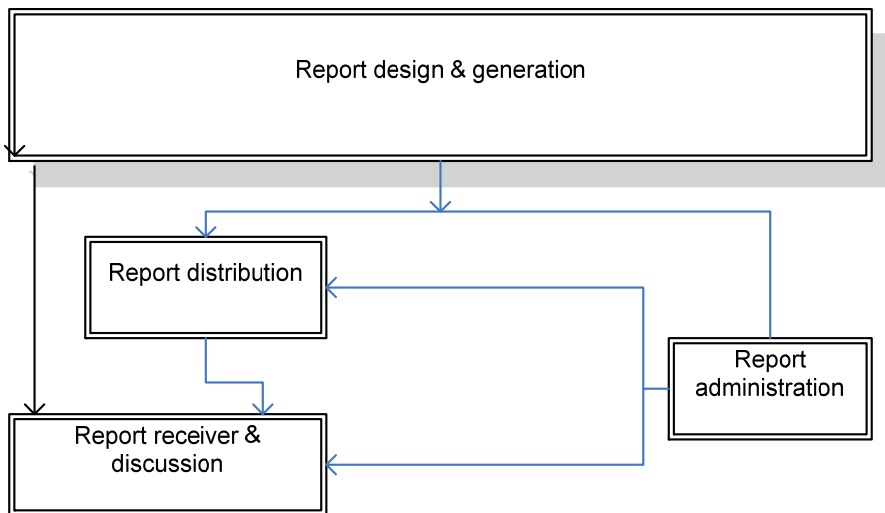 Report design & generation
Report distribution
Report
administration
Report receiver &
discussion